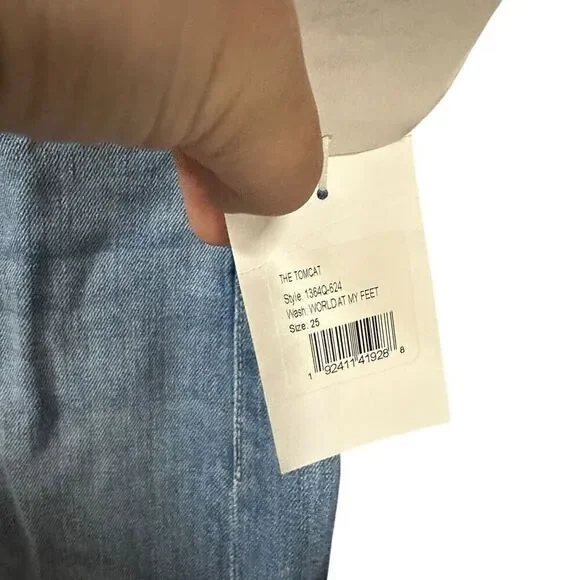 THE TOMCAT
Style: 1364Q-624
Wash: WORLD AT MY FEET
Size: 25
1 92411 41928 8